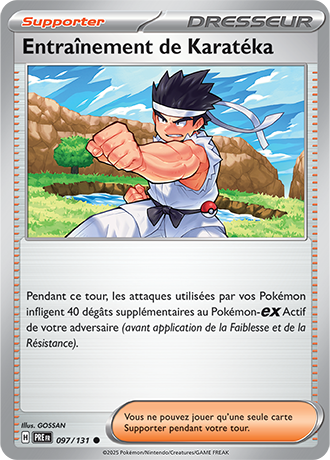 Supporter
DRESSEUR
Entraînement de Karatéka
Pendant ce tour, les attaques utilisées par vos Pokémon
infligent 40 dégâts supplémentaires au Pokémon-ex Actif
de votre adversaire (avant application de la Faiblesse et de la
Résistance).
Illus. GOSSAN
H PRE FR 097/131
Vous ne pouvez jouer qu'une seule carte
Supporter pendant votre tour.
©2025 Pokémon/Nintendo/Creatures/GAME FREAK